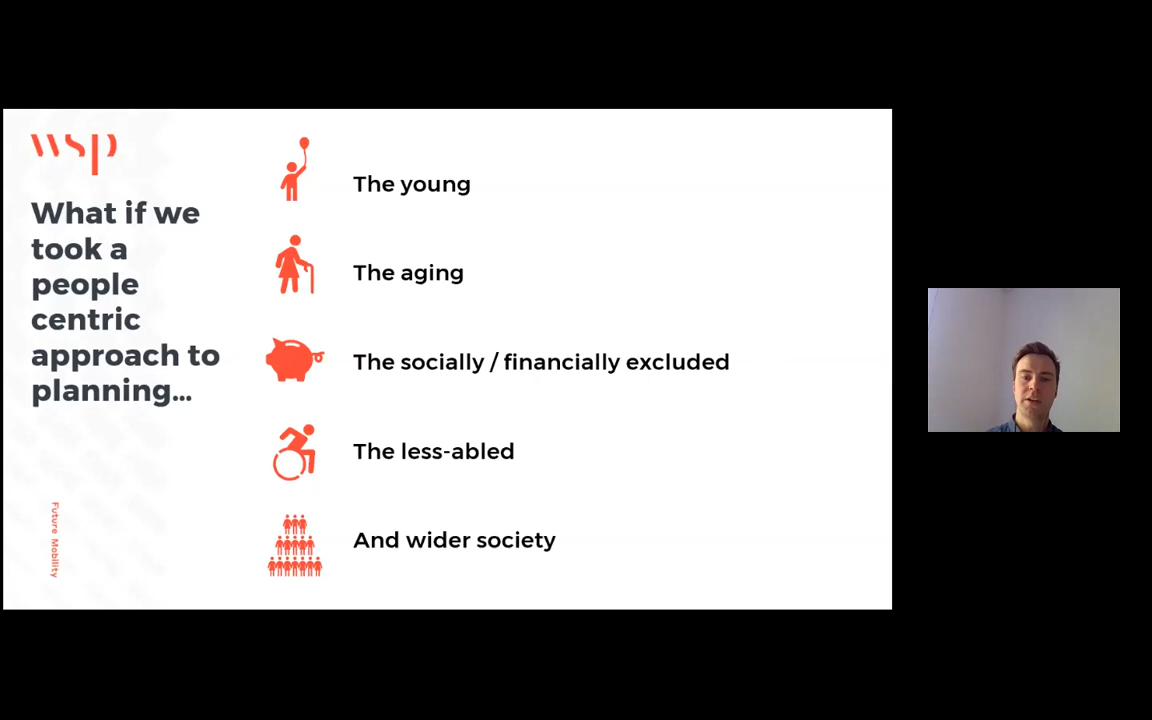 wsp
What if we
took a
people
centric
approach to
planning...
The young
The aging
The socially / financially excluded
The less-abled
And wider society
Future Mobility